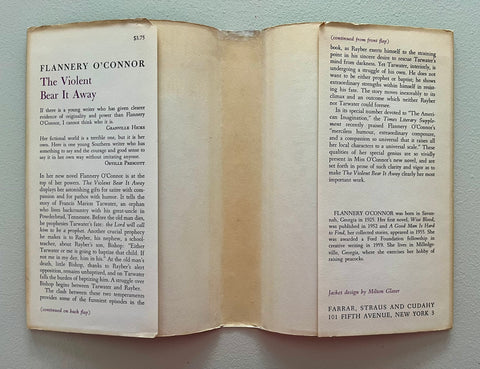 $3.75
FLANNERY O'CONNOR
The Violent
Bear It Away
If there is a young writer who has given clearer
evidence of originality and power than Flannery
O'Connor, I cannot think who it is.
GRANVILLE HICKS
Her fictional world is a terrible one, but it is her
own. Here is one young Southern writer who has
something to say and the courage and good sense to
say it in her own way without imitating anyone.
ORVILLE PRESCOTT
In her new novel Flannery O'Connor is at the
top of her powers. The Violent Bear It Away
displays her astonishing gifts for satire with com-
passion and for pathos with humor. It tells the
story of Francis Marion Tarwater, an orphan
who lives backcountry with his great-uncle in
Powderhead, Tennessee. Before the old man dies,
he prophesies Tarwater's fate: the Lord will call
him to be a prophet. Another crucial prophecy
he makes is to Rayber, his nephew, a school-
teacher, about Rayber's son, Bishop: "Either
Tarwater or me is going to baptize that child. If
not me in my day, him in his." At the old man's
death, little Bishop, thanks to Rayber's alert
opposition, remains unbaptized, and on Tarwater
falls the burden of baptizing him. A struggle over
Bishop begins between Tarwater and Rayber.
The clash between these two temperaments
provides some of the funniest episodes in the
(continued on back flap)
(continued from front flap)
book, as Rayber exerts himself to the straining
point in his sincere desire to rescue Tarwater's
mind from darkness. Yet Tarwater, interiorly, is
undergoing a struggle of his own. He does not
want to be either prophet or baptist; he shows
extraordinary strengths within himself in resist-
ing his fate. The story moves inexorably to its
climax and an outcome which neither Rayber
nor Tarwater could foresee.
In its special number devoted to "The Ameri-
can Imagination," the Times Literary Supple-
ment recently praised Flannery O'Connor's
"merciless humour, extraordinary compassion,
and a compassion so universal that it raises all
her local characters to a universal scale." These
qualities of her special genius are so vividly
present in Miss O'Connor's new novel, and are
set forth in prose of such clarity and vigor as to
make The Violent Bear It Away clearly her most
important work.
FLANNERY O'CONNOR was born in Savan-
nah, Georgia in 1925. Her first novel, Wise Blood,
was published in 1952 and A Good Man Is Hard
to Find, her collected stories, appeared in 1955. She
was awarded a Ford Foundation fellowship in
creative writing in 1959. She lives in Milledge-
ville, Georgia, where she exercises her hobby of
raising peacocks.
Jacket design by Milton Glaser
FARRAR, STRAUS AND CUDAHY
101 FIFTH AVENUE, NEW YORK 3